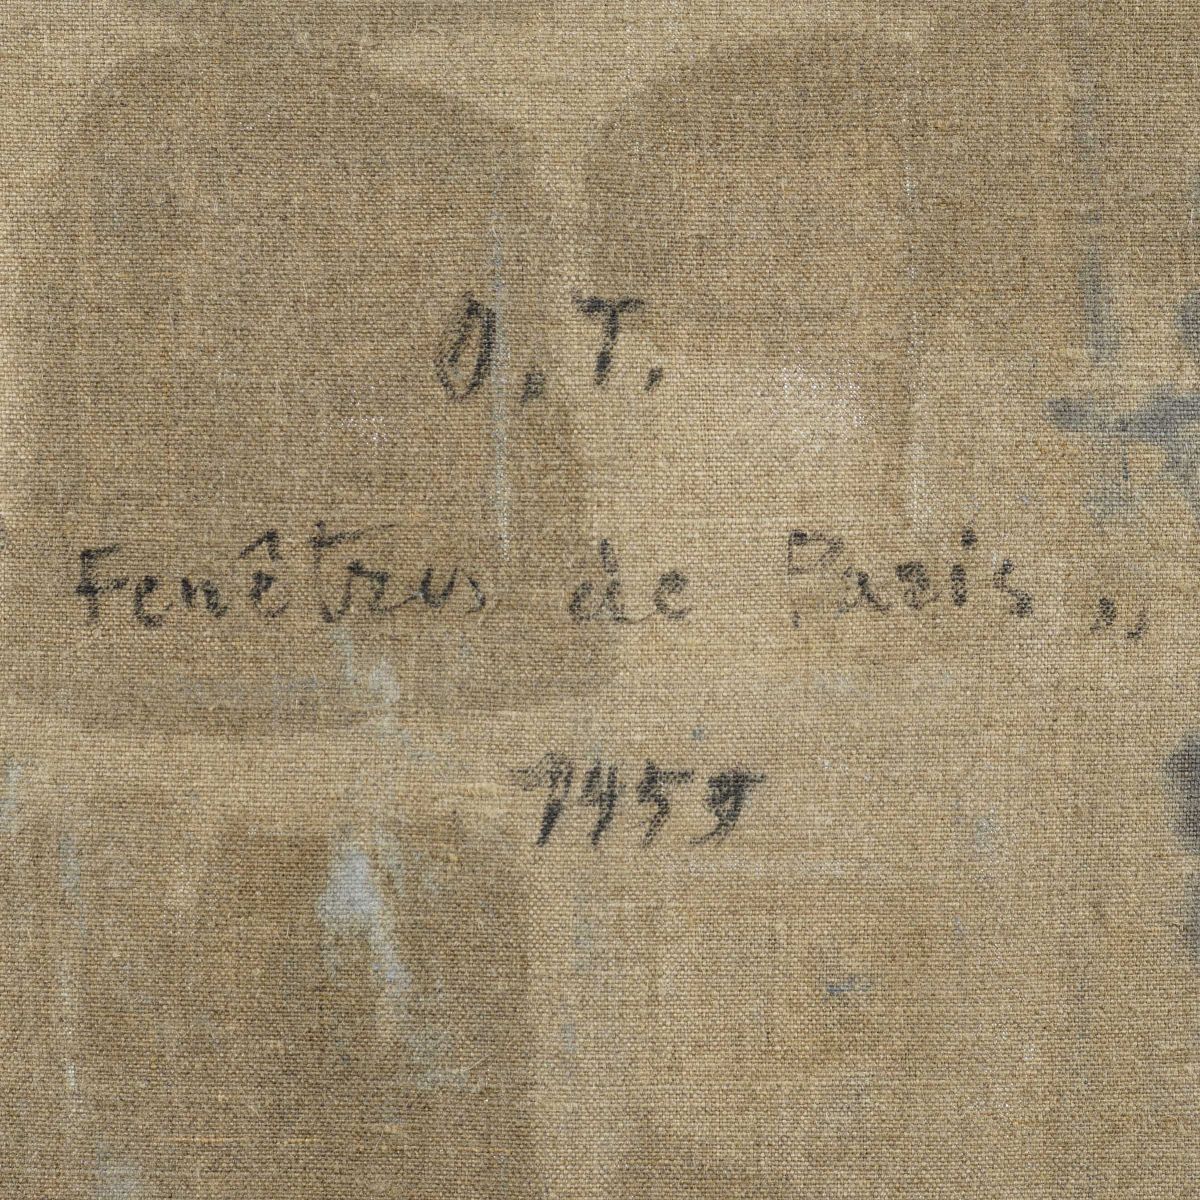 J. T.
Fenêtres de Paris „
1959